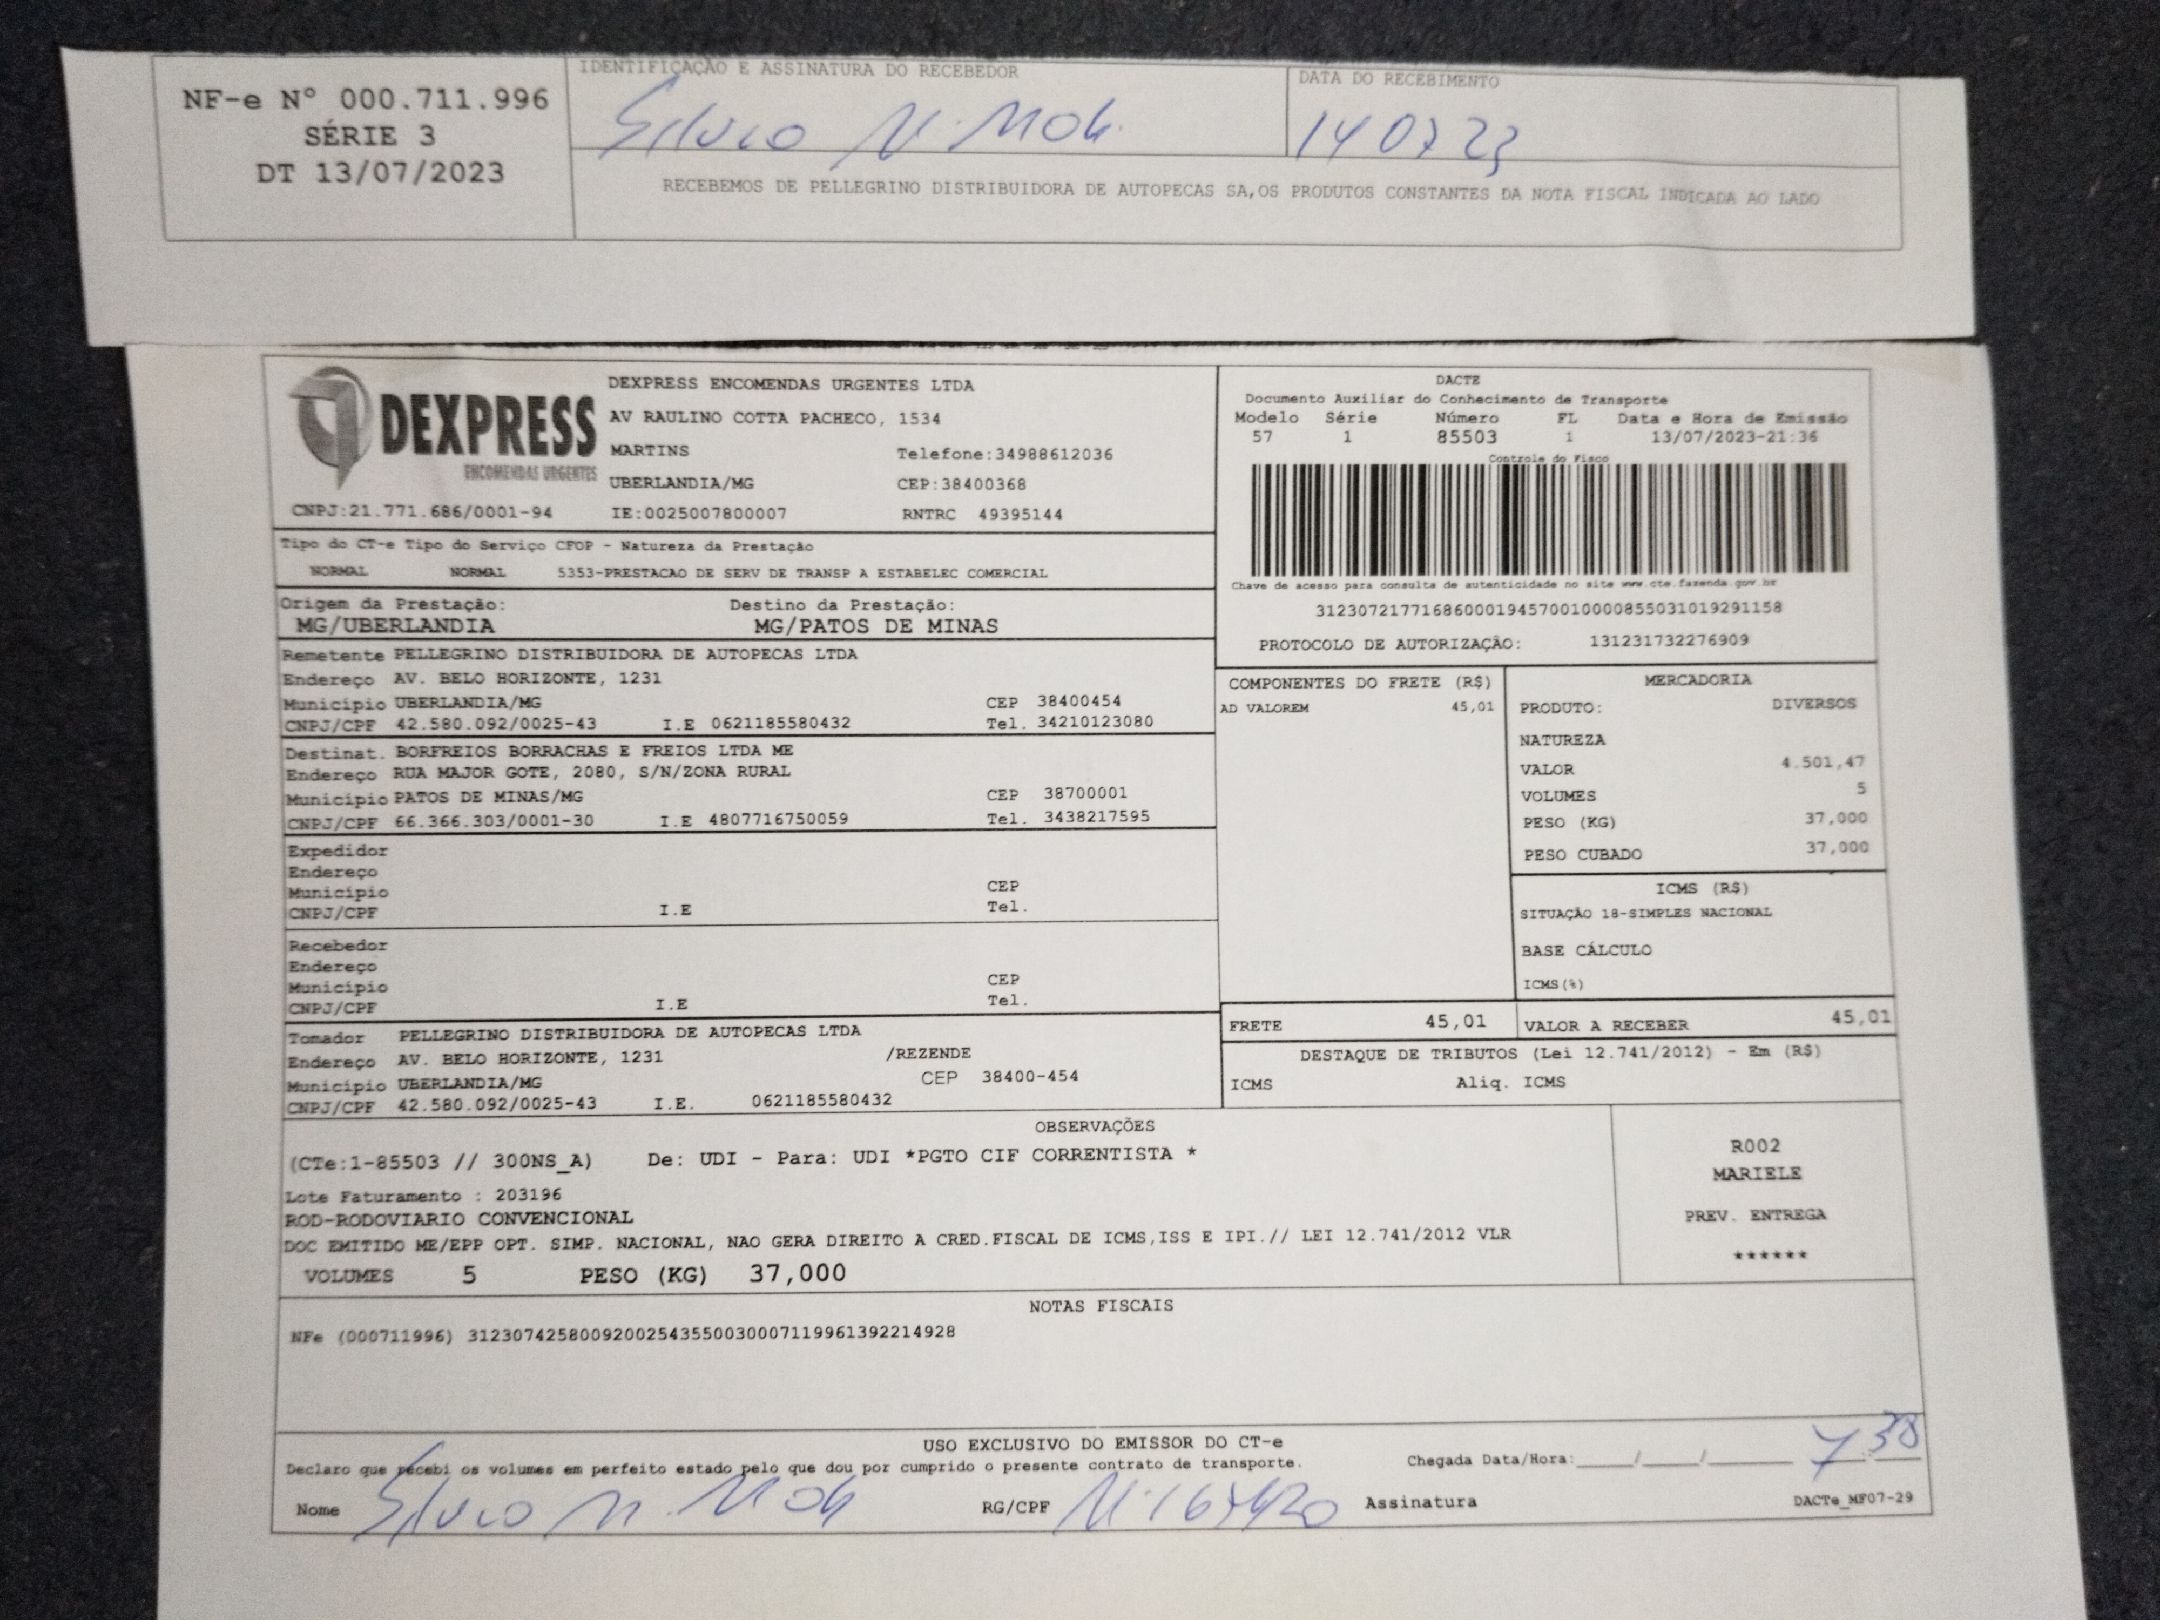 IDENTIFICAÇÃO E ASSINATURA DO RECEBEDOR
DATA DO RECEBIMENTO
NF-e Nº 000.711.996
SÉRIE 3
DT 13/07/2023
Silvio N.
14 07 23
RECEBEMOS DE PELLEGRINO DISTRIBUIDORA DE AUTOPECAS SA,OS PRODUTOS CONSTANTES DA NOTA FISCAL INDICADA AO LADO
DEXPRESS
ENCOMENDAS URGENTES
CNPJ:21.771.686/0001-94
DEXPRESS ENCOMENDAS URGENTES LTDA
AV RAULINO COTTA PACHECO, 1534
MARTINS Telefone:34988612036
UBERLANDIA/MG CEP:38400368
IE:0025007800007 RNTRC 49395144
DACTE
Documento Auxiliar do Conhecimento de Transporte
Modelo Série Número FL Data e Hora de Emissão
57 1 85503 1 13/07/2023-21:36
Controle do Fisco
Chave de acesso para consulta de autenticidade no site www.cte.fazenda.gov.br
31230721771686000194570010000855031019291158
PROTOCOLO DE AUTORIZAÇÃO: 131231732276909
Tipo do CT-e Tipo do Serviço CFOP - Natureza da Prestação
NORMAL NORMAL 5353-PRESTACAO DE SERV DE TRANSP A ESTABELEC COMERCIAL
Origem da Prestação: Destino da Prestação:
MG/UBERLANDIA MG/PATOS DE MINAS
Remetente PELLEGRINO DISTRIBUIDORA DE AUTOPECAS LTDA
Endereço AV. BELO HORIZONTE, 1231
Município UBERLANDIA/MG CEP 38400454
CNPJ/CPF 42.580.092/0025-43 I.E 0621185580432 Tel. 34210123080
Destinat. BORFREIOS BORRACHAS E FREIOS LTDA ME
Endereço RUA MAJOR GOTE, 2080, S/N/ZONA RURAL
Município PATOS DE MINAS/MG CEP 38700001
CNPJ/CPF 66.366.303/0001-30 I.E 4807716750059 Tel. 3438217595
Expedidor
Endereço
Município CEP
CNPJ/CPF I.E Tel.
Recebedor
Endereço
Município CEP
CNPJ/CPF I.E Tel.
Tomador PELLEGRINO DISTRIBUIDORA DE AUTOPECAS LTDA
Endereço AV. BELO HORIZONTE, 1231 /REZENDE
Município UBERLANDIA/MG CEP 38400-454
CNPJ/CPF 42.580.092/0025-43 I.E. 0621185580432
COMPONENTES DO FRETE (R$)
AD VALOREM 45,01
MERCADORIA
PRODUTO: DIVERSOS
NATUREZA
VALOR 4.501,47
VOLUMES 5
PESO (KG) 37,000
PESO CUBADO 37,000
ICMS (R$)
SITUAÇÃO 18-SIMPLES NACIONAL
BASE CÁLCULO
ICMS(%)
FRETE 45,01 VALOR A RECEBER 45,01
DESTAQUE DE TRIBUTOS (Lei 12.741/2012) - Em (R$)
ICMS Aliq. ICMS
OBSERVAÇÕES
(CTe:1-85503 // 300NS_A) De: UDI - Para: UDI *PGTO CIF CORRENTISTA *
Lote Faturamento : 203196
ROD-RODOVIARIO CONVENCIONAL
DOC EMITIDO ME/EPP OPT. SIMP. NACIONAL, NAO GERA DIREITO A CRED.FISCAL DE ICMS,ISS E IPI.// LEI 12.741/2012 VLR
VOLUMES 5 PESO (KG) 37,000
R002
MARIELE
PREV. ENTREGA
******
NOTAS FISCAIS
NFe (000711996) 31230742580092002543550030007119961392214928
USO EXCLUSIVO DO EMISSOR DO CT-e
Declaro que recebi os volumes em perfeito estado pelo que dou por cumprido o presente contrato de transporte.
Chegada Data/Hora:____/____/______ 7:38
Nome Silvio N. RG/CPF Assinatura DACTe_MF07-29